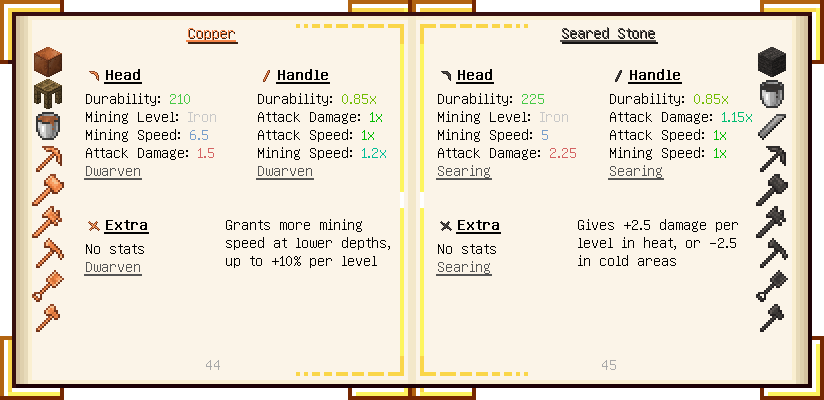 Copper
Head
Durability: 210
Mining Level: Iron
Mining Speed: 6.5
Attack Damage: 1.5
Dwarven
Handle
Durability: 0.85x
Attack Damage: 1x
Attack Speed: 1x
Mining Speed: 1.2x
Dwarven
Extra
No stats
Dwarven
Grants more mining
speed at lower depths,
up to +10% per level
44
Seared Stone
Head
Durability: 225
Mining Level: Iron
Mining Speed: 5
Attack Damage: 2.25
Searing
Handle
Durability: 0.85x
Attack Damage: 1.15x
Attack Speed: 1x
Mining Speed: 1x
Searing
Extra
No stats
Searing
Gives +2.5 damage per
level in heat, or -2.5
in cold areas
45